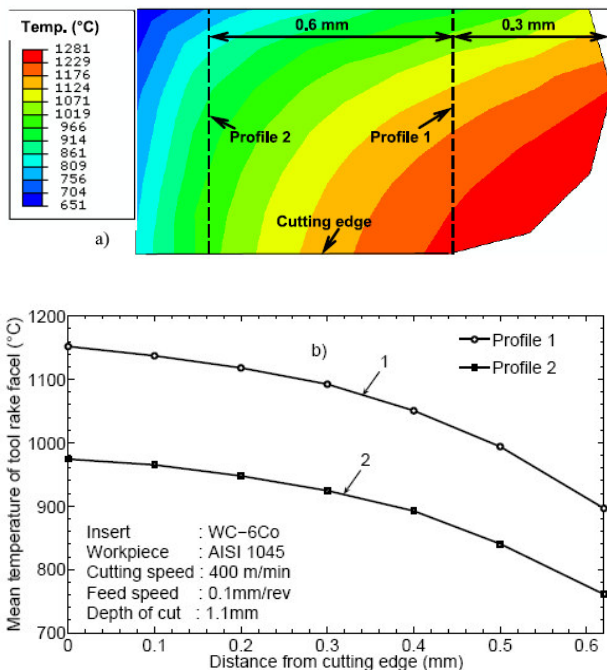 Temp. (°C)
1281
1229
1176
1124
1071
1019
966
914
861
809
756
704
651
0.6 mm
0.3 mm
Profile 2
Profile 1
Cutting edge
a)
b)
Mean temperature of tool rake facel (°C)
1200
1100
1000
900
800
700
Profile 1
Profile 2
1
2
Insert : WC-6Co
Workpiece : AISI 1045
Cutting speed : 400 m/min
Feed speed : 0.1mm/rev
Depth of cut : 1.1mm
0 0.1 0.2 0.3 0.4 0.5 0.6
Distance from cutting edge (mm)